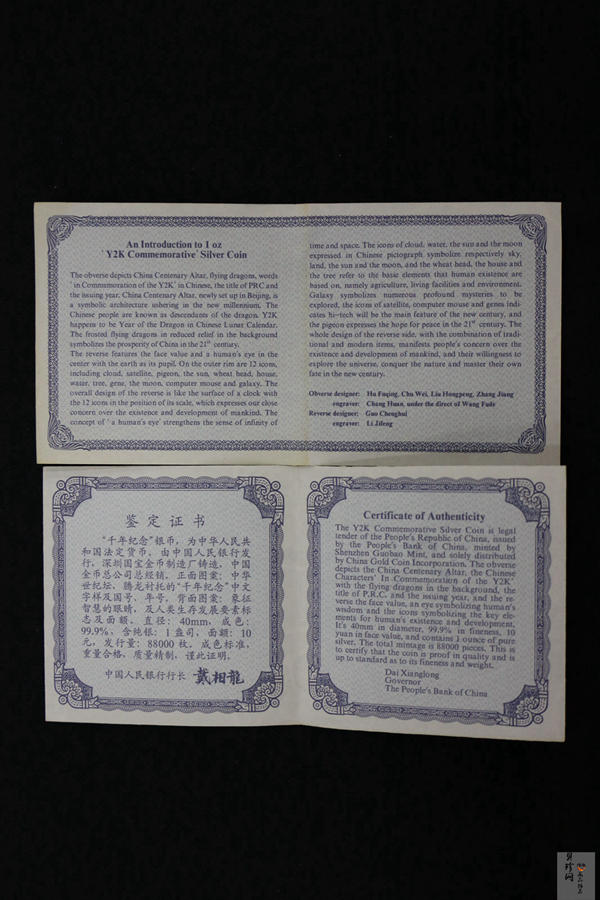 An Introduction to 1 oz
'Y2K Commemorative' Silver Coin
The obverse depicts China Centenary Altar, flying dragons, words
' in Commemoration of the Y2K' in Chinese, the title of PRC and
the issuing year. China Centenary Altar, newly set up in Beijing, is
a symbolic architecture ushering in the new millennium. The
Chinese people are known as descendants of the dragon. Y2K
happens to be Year of the Dragon in Chinese Lunar Calendar.
The frosted flying dragons in reduced relief in the background
symbolizes the prosperity of China in the 21st century.
The reverse features the face value and a human's eye in the
center with the earth as its pupil. On the outer rim are 12 icons,
including cloud, satellite, pigeon, the sun, wheat head, house,
water, tree, gene, the moon, computer mouse and galaxy. The
overall design of the reverse is like the surface of a clock with
the 12 icons in the position of its scale, which expresses our close
concern over the existence and development of mankind. The
concept of ' a human's eye' strengthens the sense of infinity of
time and space. The icons of cloud, water, the sun and the moon
expressed in Chinese pictograph symbolize respectively sky,
land, the sun and the moon, and the wheat head, the house and
the tree refer to the basic elements that human existence are
based on, namely agriculture, living facilities and environment.
Galaxy symbolizes numerous profound mysteries to be
explored, the icons of satellite, computer mouse and genes indi-
cates hi-tech will be the main feature of the new century, and
the pigeon expresses the hope for peace in the 21st century. The
whole design of the reverse side, with the combination of tradi-
tional and modern items, manifests people's concern over the
existence and development of mankind, and their willingness to
explore the universe, conquer the nature and master their own
fate in the new century.
Obverse designer: Hu Fuqing, Chu Wei, Liu Hongpeng, Zhang Jiang
engraver: Chang Huan, under the direct of Wang Fude
Reverse designer: Guo Chenghui
engraver: Li Jifeng
鉴定证书
“千年纪念”银币，为中华人民共
和国法定货币，由中国人民银行发
行，深圳国宝金币制造厂铸造，中国
金币总公司总经销。正面图案：中华
世纪坛、腾龙衬托的“千年纪念”中文
字样及国号、年号，背面图案：象征
智慧的眼睛，及人类生存发展要素标
志及面额。直径：40mm，成色：
99.9%，含纯银：1盎司，面额：10
元，发行量：88000枚。成色标准，
重量合格，质量精制，谨此证明。
中国人民银行行长 戴相龍
Certificate of Authenticity
The Y2K Commemorative Silver Coin is legal
tender of the People's Republic of China, issued
by the People's Bank of China, minted by
Shenzhen Guobao Mint, and solely distributed
by China Gold Coin Incorporation. The obverse
depicts the China Centenary Altar, the Chinese
Characters' In Commemoration of the Y2K'
with the flying dragons in the background, the
title of P.R.C. and the issuing year, and the re-
verse the face value, an eye symbolizing human's
wisdom and the icons symbolizing the key ele-
ments for human's existence and development.
It's 40mm in diameter, 99.9% in fineness, 10
yuan in face value, and contains 1 ounce of pure
silver. The total mintage is 88000 pieces. This is
to certify that the coin is proof in quality and is
up to standard as to its fineness and weight.
Dai Xianglong
Governor
The People's Bank of China